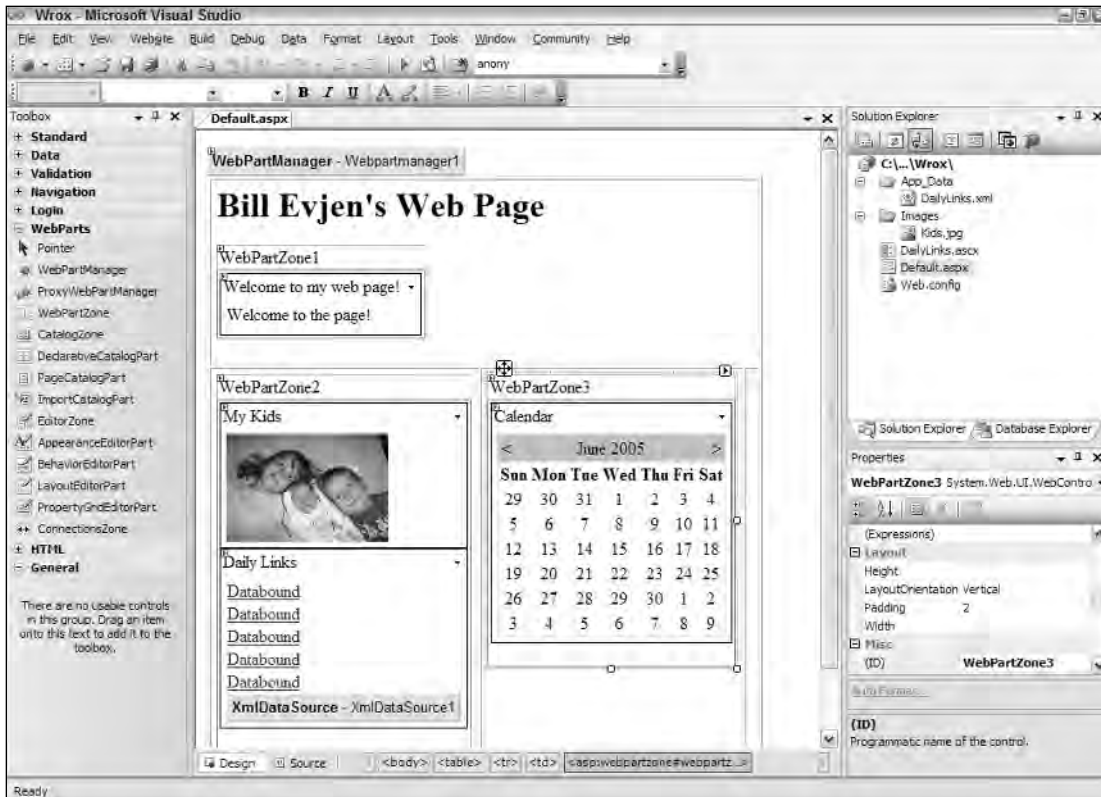 Wrox - Microsoft Visual Studio
File Edit View Website Build Debug Data Format Layout Tools Window Community Help
anony
B I U A
Toolbox
Standard
Data
Validation
Navigation
Login
WebParts
Pointer
WebPartManager
ProxyWebPartManager
WebPartZone
CatalogZone
DeclarativeCatalogPart
PageCatalogPart
ImportCatalogPart
EditorZone
AppearanceEditorPart
BehaviorEditorPart
LayoutEditorPart
PropertyGridEditorPart
ConnectionsZone
HTML
General
There are no usable controls
in this group. Drag an item
onto this text to add it to the
toolbox.
Default.aspx
WebPartManager - Webpartmanager1
Bill Evjen's Web Page
WebPartZone1
Welcome to my web page!
Welcome to the page!
WebPartZone2
My Kids
Daily Links
Databound
Databound
Databound
Databound
Databound
XmlDataSource - XmlDataSource1
WebPartZone3
Calendar
< June 2005 >
Sun Mon Tue Wed Thu Fri Sat
29 30 31 1 2 3 4
5 6 7 8 9 10 11
12 13 14 15 16 17 18
19 20 21 22 23 24 25
26 27 28 29 30 1 2
3 4 5 6 7 8 9
Design Source <body> <table> <tr> <td> <asp:webpartzone#webpartz...>
Solution Explorer
C:\...\Wrox\
App_Data
DailyLinks.xml
Images
Kids.jpg
DailyLinks.ascx
Default.aspx
Web.config
Solution Explorer Database Explorer
Properties
WebPartZone3 System.Web.UI.WebContro
(Expressions)
Layout
Height
LayoutOrientation Vertical
Padding 2
Width
Misc
(ID) WebPartZone3
Auto Format...
(ID)
Programmatic name of the control.
Ready